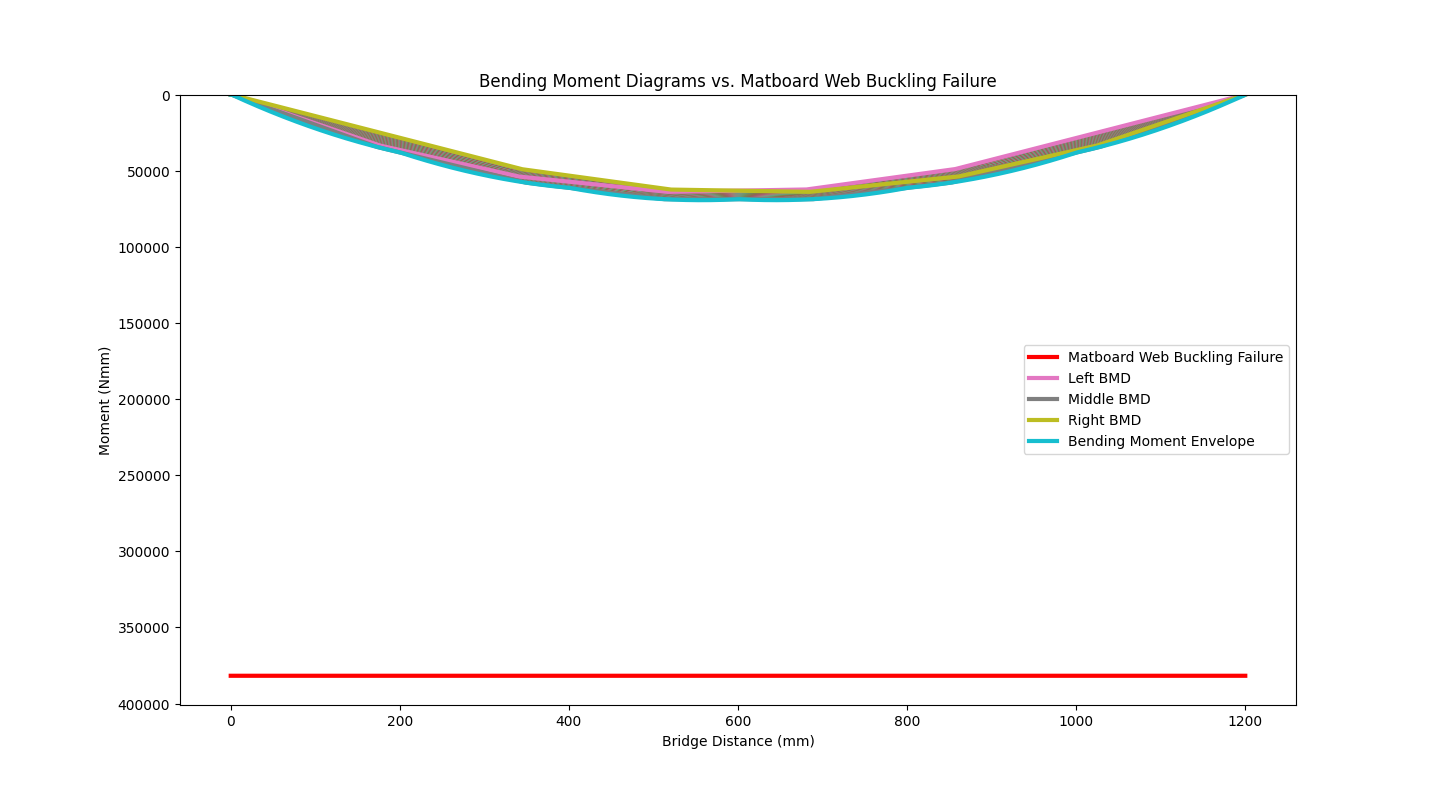 Bending Moment Diagrams vs. Matboard Web Buckling Failure
0
50000
100000
150000
200000
250000
300000
350000
400000
Moment (Nmm)
Matboard Web Buckling Failure
Left BMD
Middle BMD
Right BMD
Bending Moment Envelope
0
200
400
600
800
1000
1200
Bridge Distance (mm)